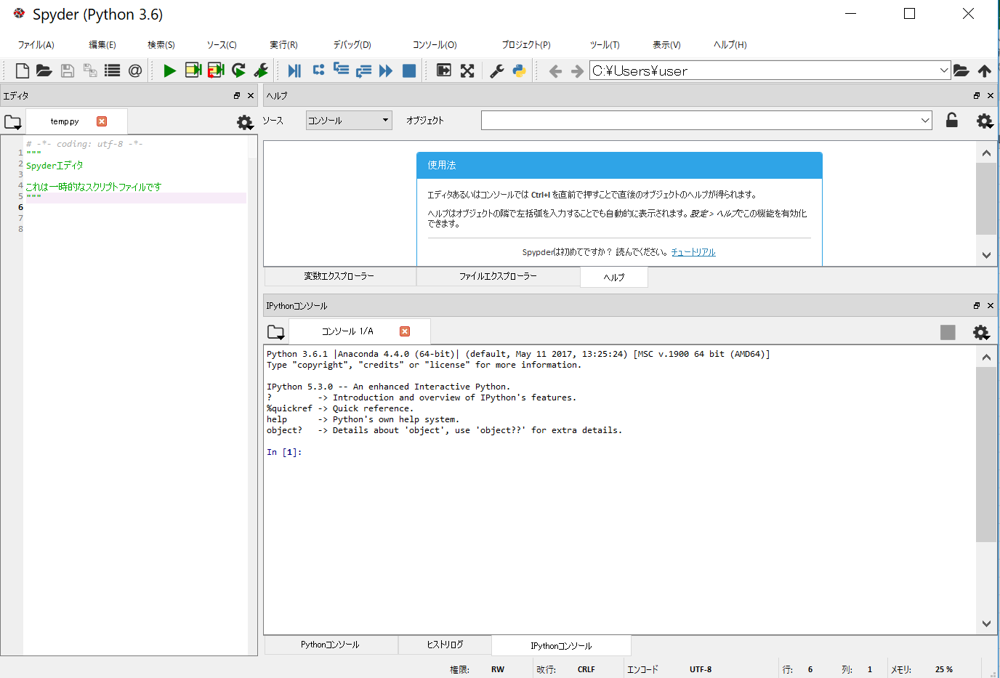 Spyder (Python 3.6)
ファイル(A) 編集(E) 検索(S) ソース(C) 実行(R) デバッグ(D) コンソール(O) プロジェクト(P) ツール(T) 表示(V) ヘルプ(H)
C:¥Users¥user
エディタ
temp.py
# -*- coding: utf-8 -*-
1 """
2 Spyderエディタ
3
4 これは一時的なスクリプトファイルです
5 """
6
7
8
ヘルプ
ソース コンソール オブジェクト
使用法
エディタあるいはコンソールでは Ctrl+I を直前で押すことで直後のオブジェクトのヘルプが得られます。
ヘルプはオブジェクトの隣で左括弧を入力することでも自動的に表示されます。設定 > ヘルプでこの機能を有効化
できます。
Spypderは初めてですか？ 読んでください。 チュートリアル
変数エクスプローラー ファイルエクスプローラー ヘルプ
IPythonコンソール
コンソール 1/A
Python 3.6.1 |Anaconda 4.4.0 (64-bit)| (default, May 11 2017, 13:25:24) [MSC v.1900 64 bit (AMD64)]
Type "copyright", "credits" or "license" for more information.
IPython 5.3.0 -- An enhanced Interactive Python.
? -> Introduction and overview of IPython's features.
%quickref -> Quick reference.
help -> Python's own help system.
object? -> Details about 'object', use 'object??' for extra details.
In [1]:
Pythonコンソール ヒストリログ IPythonコンソール
権限: RW 改行: CRLF エンコード UTF-8 行: 6 列: 1 メモリ: 25 %